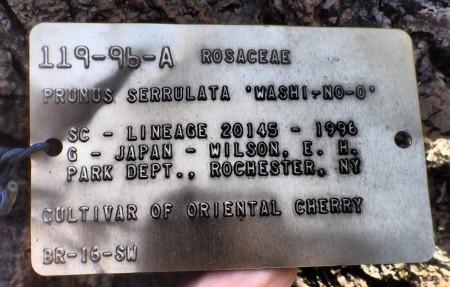 119-96-A ROSACEAE
PRUNUS SERRULATA 'WASHI-NO-O'
SC - LINEAGE 20145 - 1996
G - JAPAN - WILSON, E. H.
PARK DEPT., ROCHESTER, NY
CULTIVAR OF ORIENTAL CHERRY
BR-16-SW